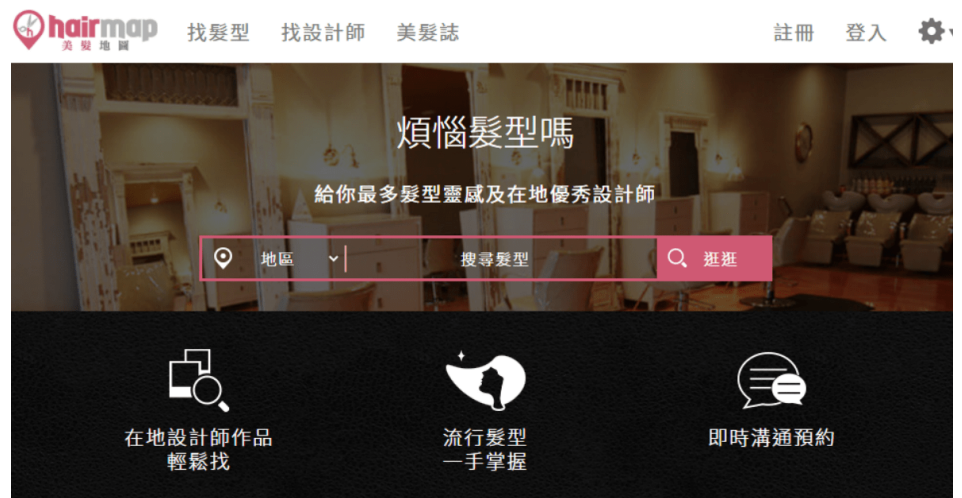 hairmap
美髮地圖
找髮型 找設計師 美髮誌 註冊 登入
煩惱髮型嗎
給你最多髮型靈感及在地優秀設計師
地區 搜尋髮型 逛逛
在地設計師作品
輕鬆找
流行髮型
一手掌握
即時溝通預約